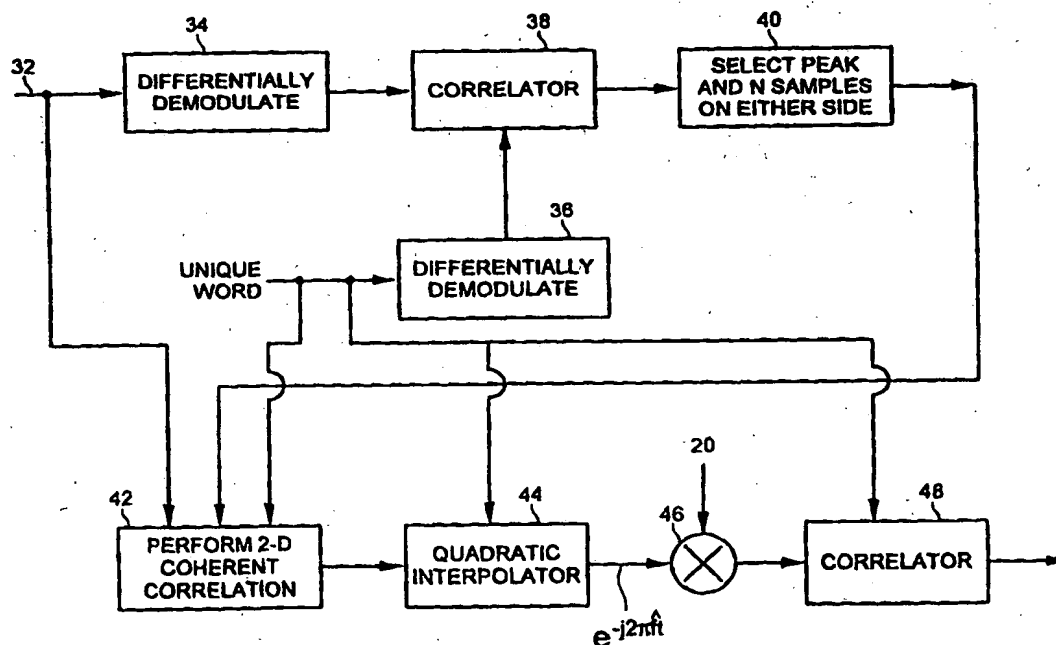 34
38
40
32
DIFFERENTIALLY
DEMODULATE
CORRELATOR
SELECT PEAK
AND N SAMPLES
ON EITHER SIDE
36
UNIQUE
WORD
DIFFERENTIALLY
DEMODULATE
42
44
20
46
48
PERFORM 2-D
COHERENT
CORRELATION
QUADRATIC
INTERPOLATOR
CORRELATOR
e^-j2πf̂t